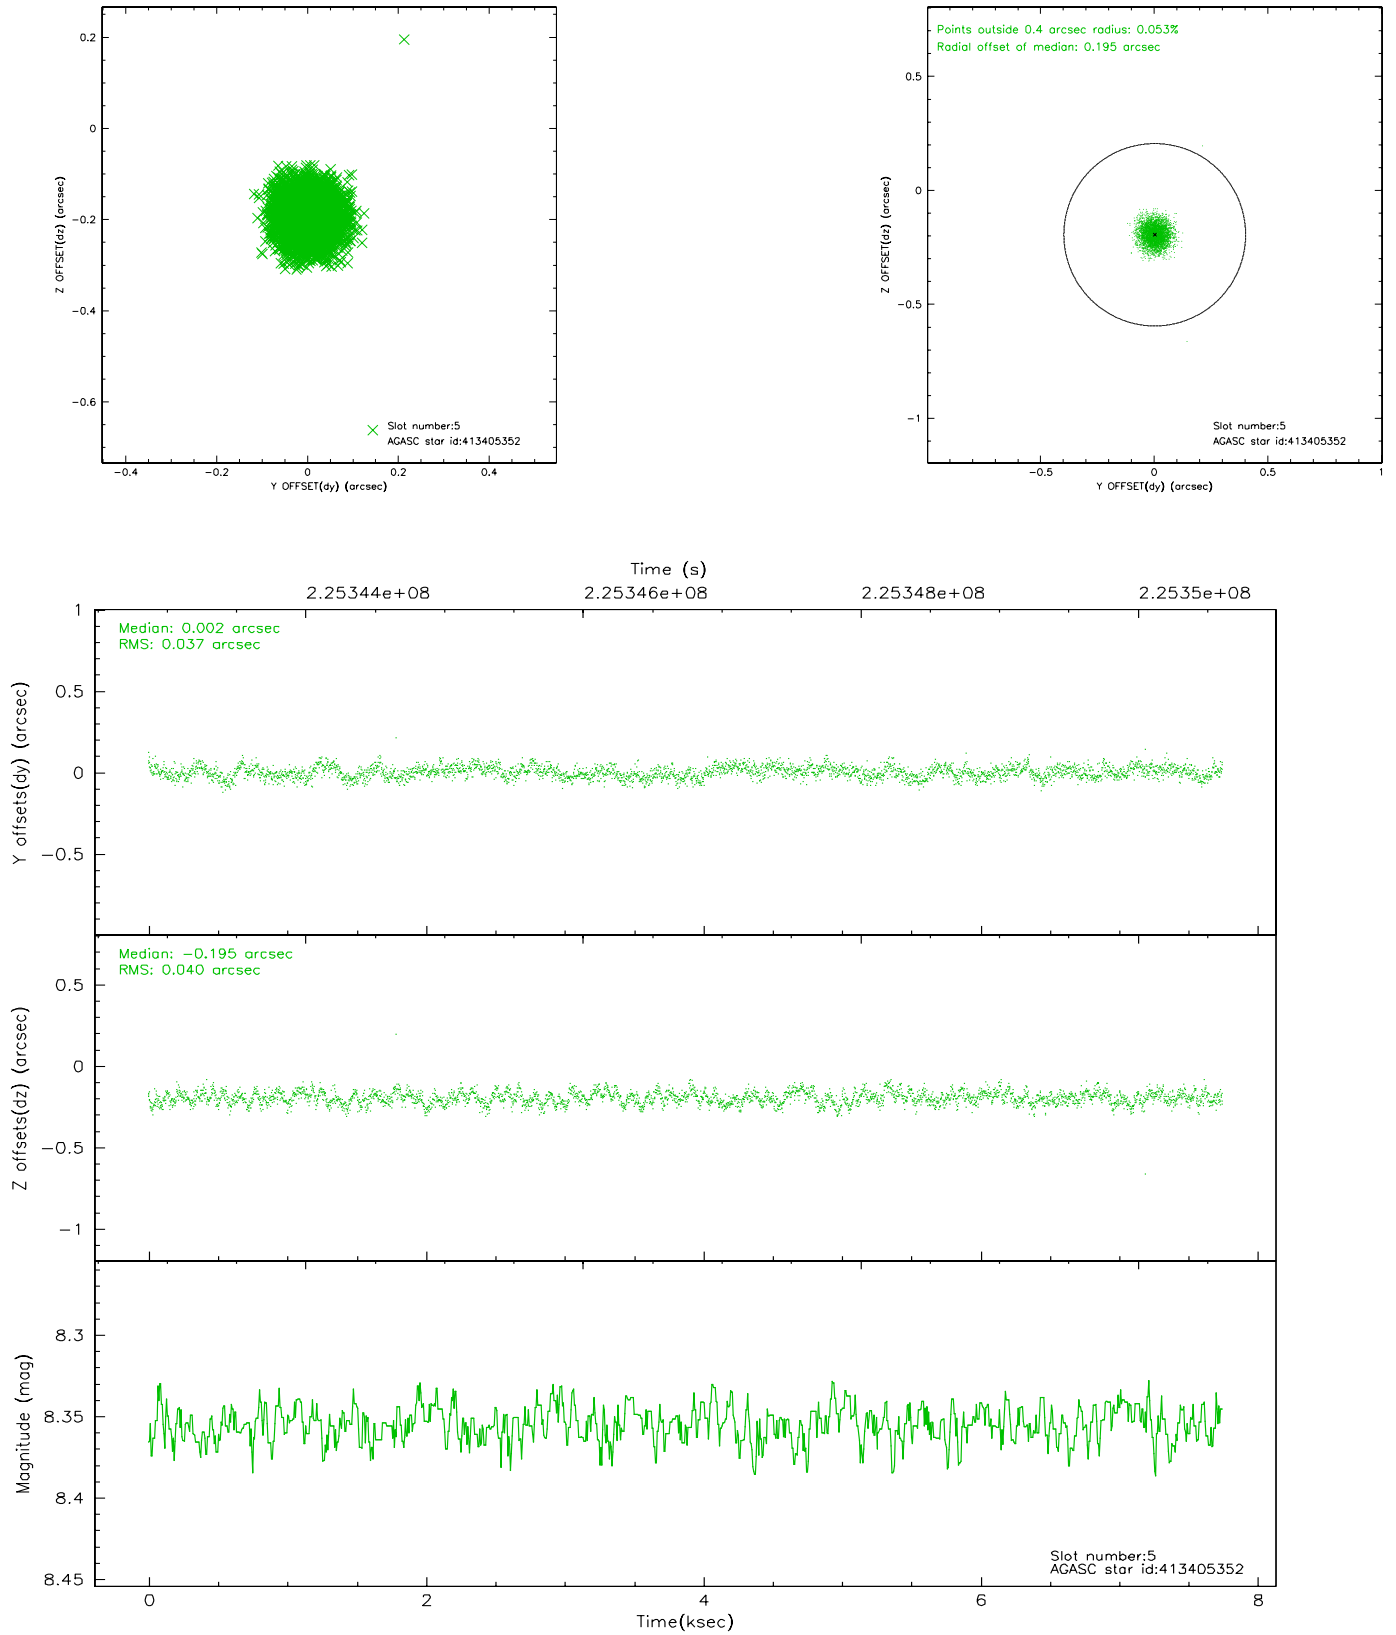 0.2
0
−0.2
−0.4
−0.6
Z OFFSET(dz) (arcsec)
Slot number:5
AGASC star id:413405352
−0.4
−0.2
0
0.2
0.4
Y OFFSET(dy) (arcsec)
Points outside 0.4 arcsec radius: 0.053%
Radial offset of median: 0.195 arcsec
0.5
0
−0.5
−1
Z OFFSET(dz) (arcsec)
Slot number:5
AGASC star id:413405352
−0.5
0
0.5
1
Y OFFSET(dy) (arcsec)
Time (s)
2.25344e+08
2.25346e+08
2.25348e+08
2.2535e+08
Median: 0.002 arcsec
RMS: 0.037 arcsec
1
0.5
0
−0.5
Y offsets(dy) (arcsec)
Median: −0.195 arcsec
RMS: 0.040 arcsec
0.5
0
−0.5
−1
Z offsets(dz) (arcsec)
8.3
8.35
8.4
8.45
Magnitude (mag)
Slot number:5
AGASC star id:413405352
0
2
4
6
8
Time(ksec)